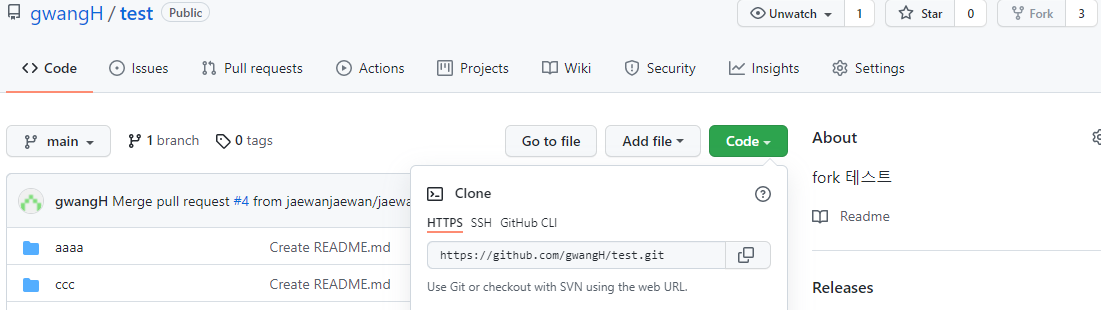 gwangH / test Public Unwatch 1 Star 0 Fork 3
Code Issues Pull requests Actions Projects Wiki Security Insights Settings
main 1 branch 0 tags Go to file Add file Code About
fork 테스트
gwangH Merge pull request #4 from jaewanjaewan/jaewa
Clone
HTTPS SSH GitHub CLI
Readme
aaaa Create README.md
https://github.com/gwangH/test.git
ccc Create README.md
Use Git or checkout with SVN using the web URL.
Releases